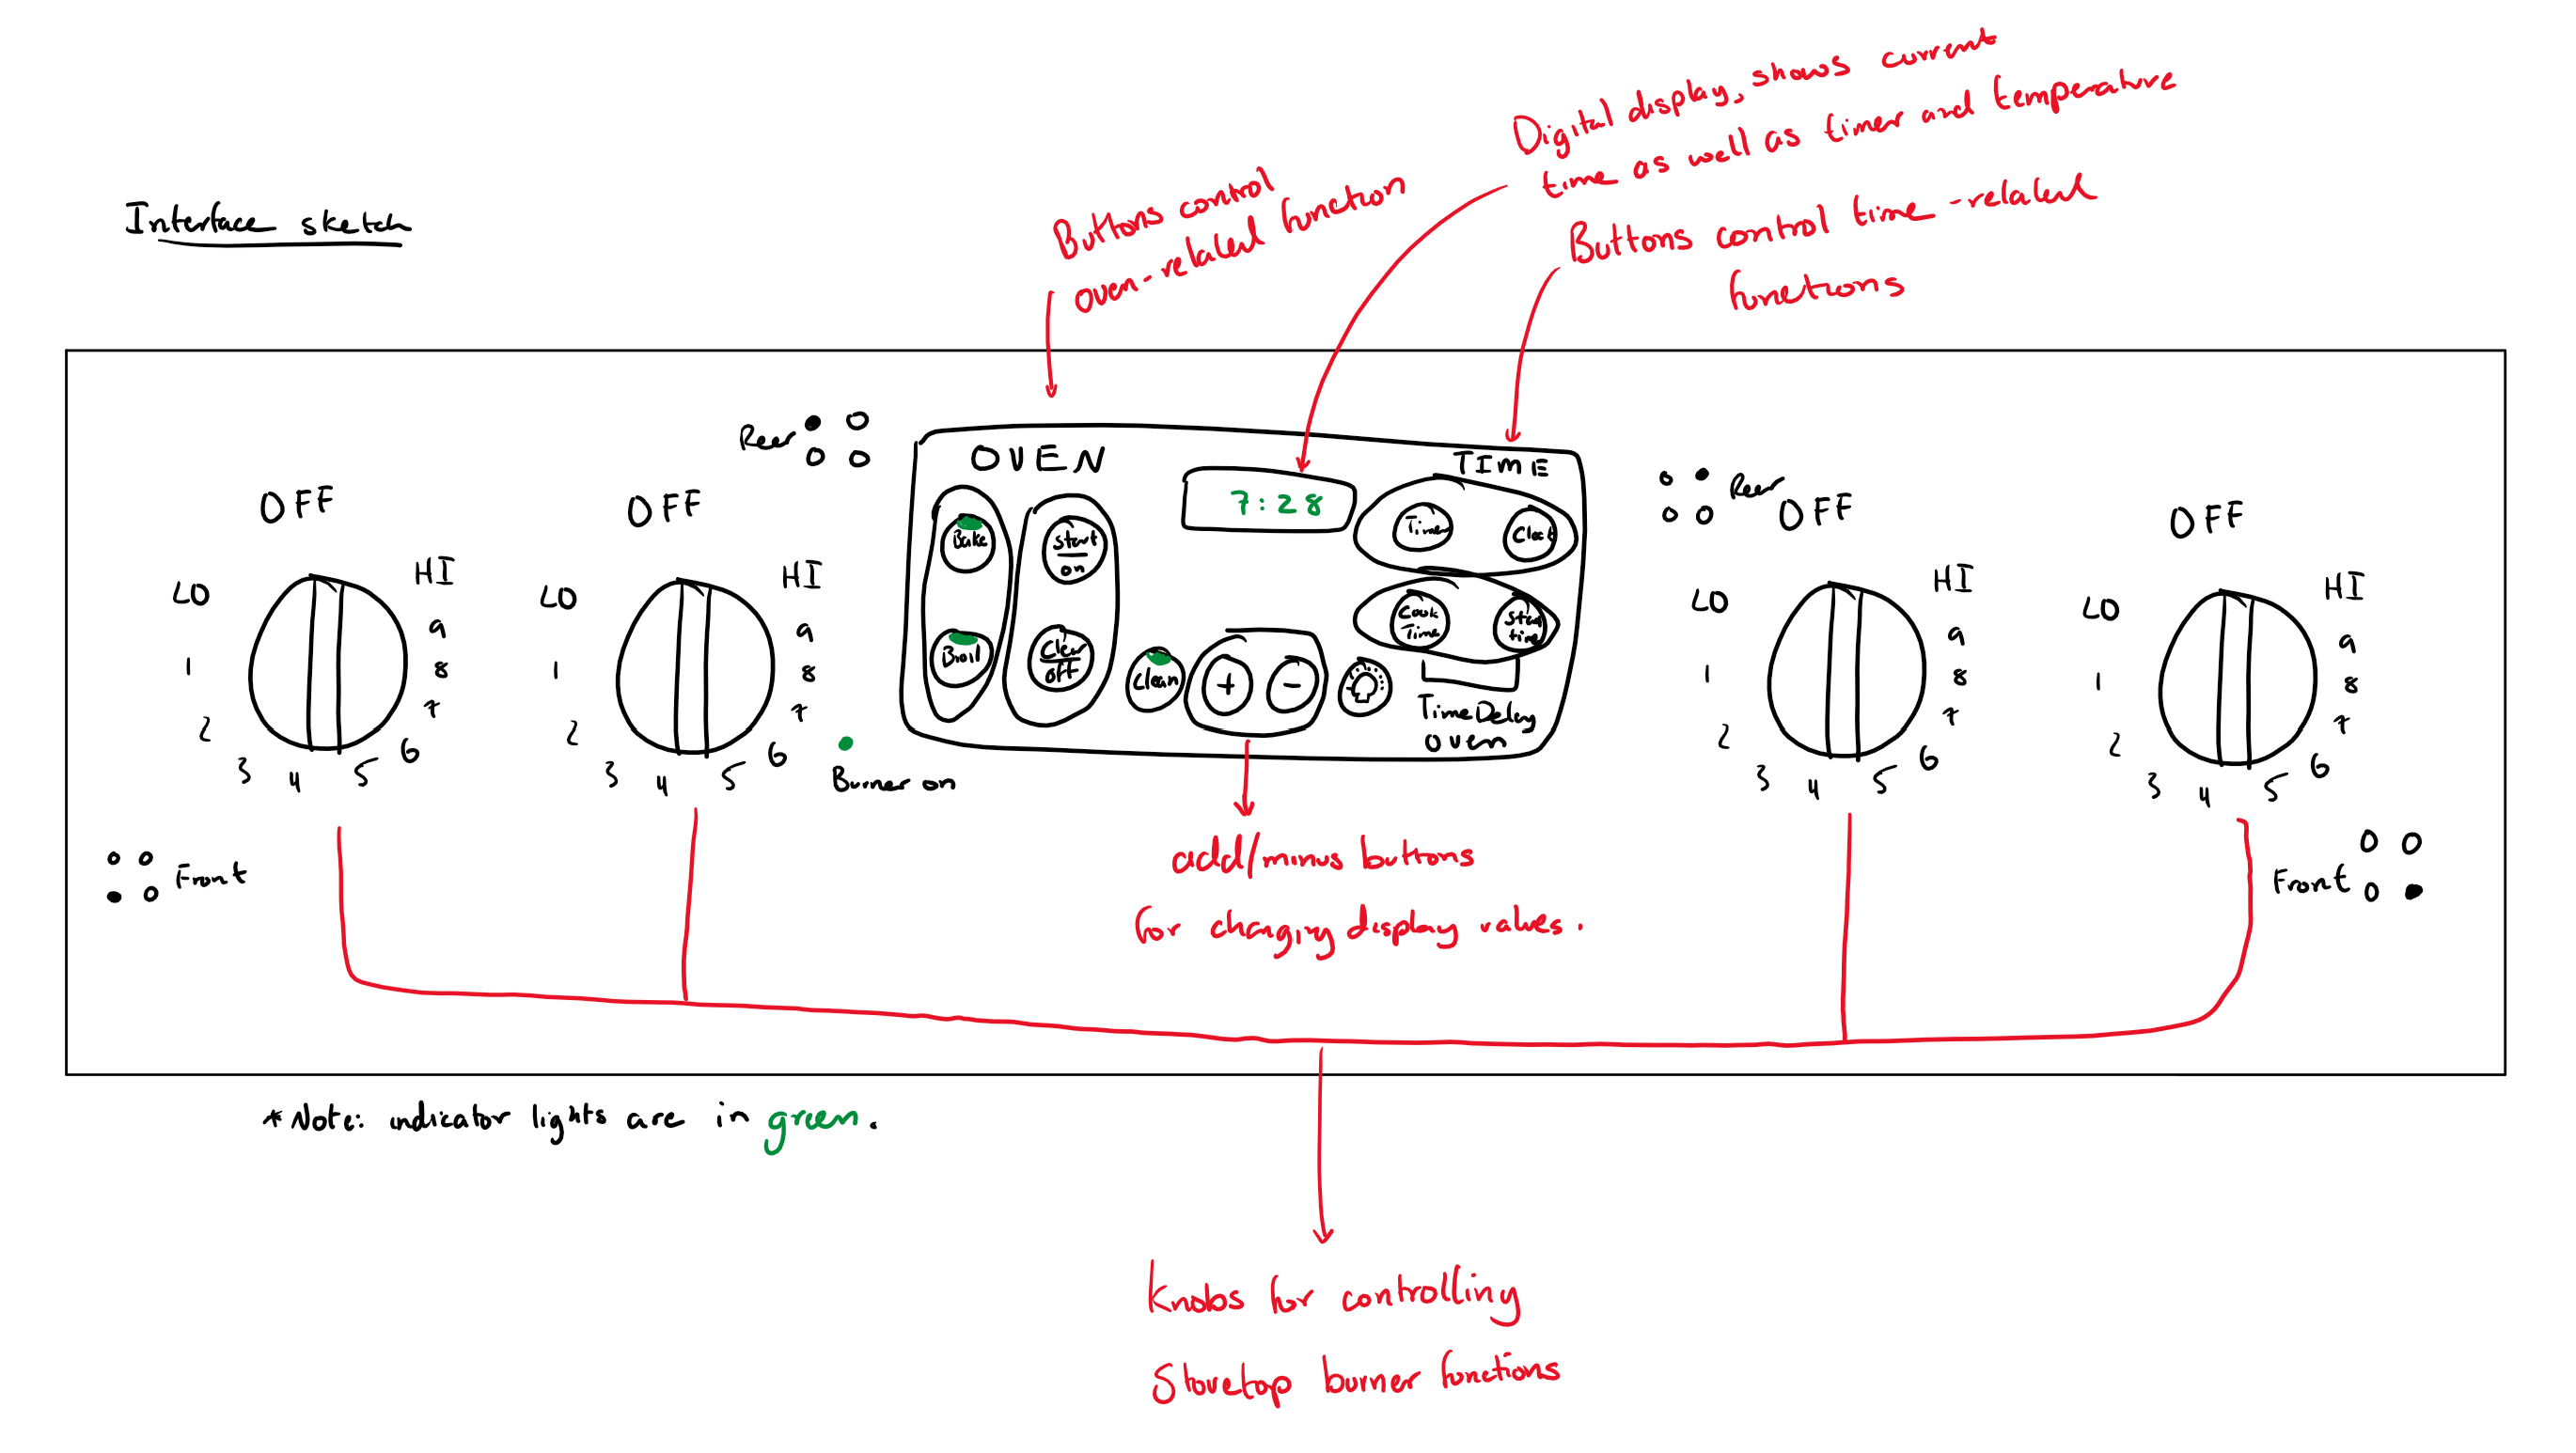 Interface sketch
Buttons control
oven-related function
Digital display, shows current
time as well as timer and temperature
Buttons control time-related
functions
Rear
OFF
LO
HI
1
2
3
4
5
6
7
8
9
Front
OFF
LO
HI
1
2
3
4
5
6
7
8
9
Burner on
OVEN
Bake
Start
on
Broil
Clear
off
Clean
+
-
7:28
TIME
Timer
Clock
Cook
Time
Start
time
Time Delay
oven
add/minus buttons
for changing display values.
Rear
OFF
LO
HI
1
2
3
4
5
6
7
8
9
OFF
LO
HI
1
2
3
4
5
6
7
8
9
Front
*Note: indicator lights are in green.
Knobs for controlling
Stovetop burner functions